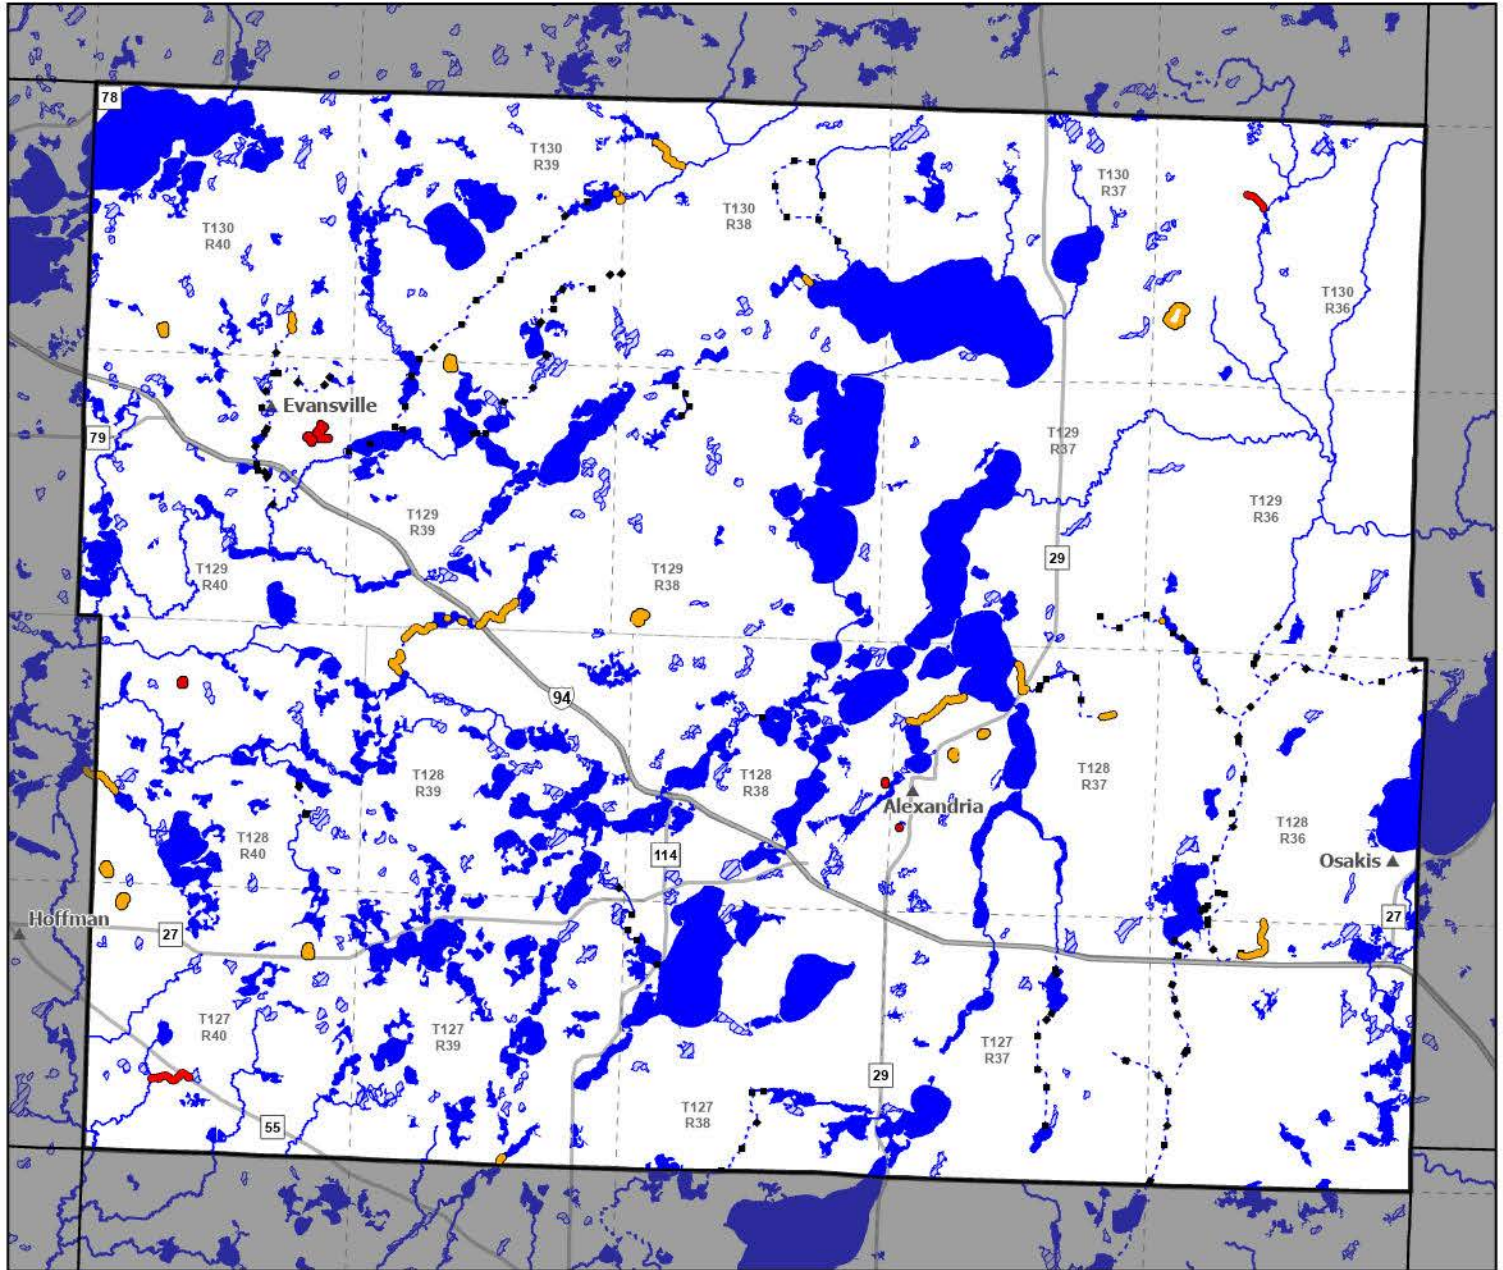 78
T130
R39
T130
R37
T130
R38
T130
R40
T130
R36
Evansville
79
T129
R37
T129
R39
T129
R36
29
T129
R40
T129
R38
94
T128
R39
T128
R38
T128
R37
Alexandria
T128
R36
T128
R40
114
Osakis
Hoffman
27
27
T127
R40
T127
R39
T127
R37
29
T127
R38
55